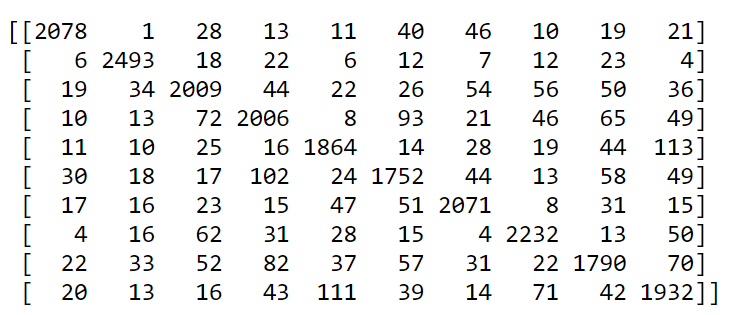 [[2078 1 28 13 11 40 46 10 19 21]
[ 6 2493 18 22 6 12 7 12 23 4]
[ 19 34 2009 44 22 26 54 56 50 36]
[ 10 13 72 2006 8 93 21 46 65 49]
[ 11 10 25 16 1864 14 28 19 44 113]
[ 30 18 17 102 24 1752 44 13 58 49]
[ 17 16 23 15 47 51 2071 8 31 15]
[ 4 16 62 31 28 15 4 2232 13 50]
[ 22 33 52 82 37 57 31 22 1790 70]
[ 20 13 16 43 111 39 14 71 42 1932]]